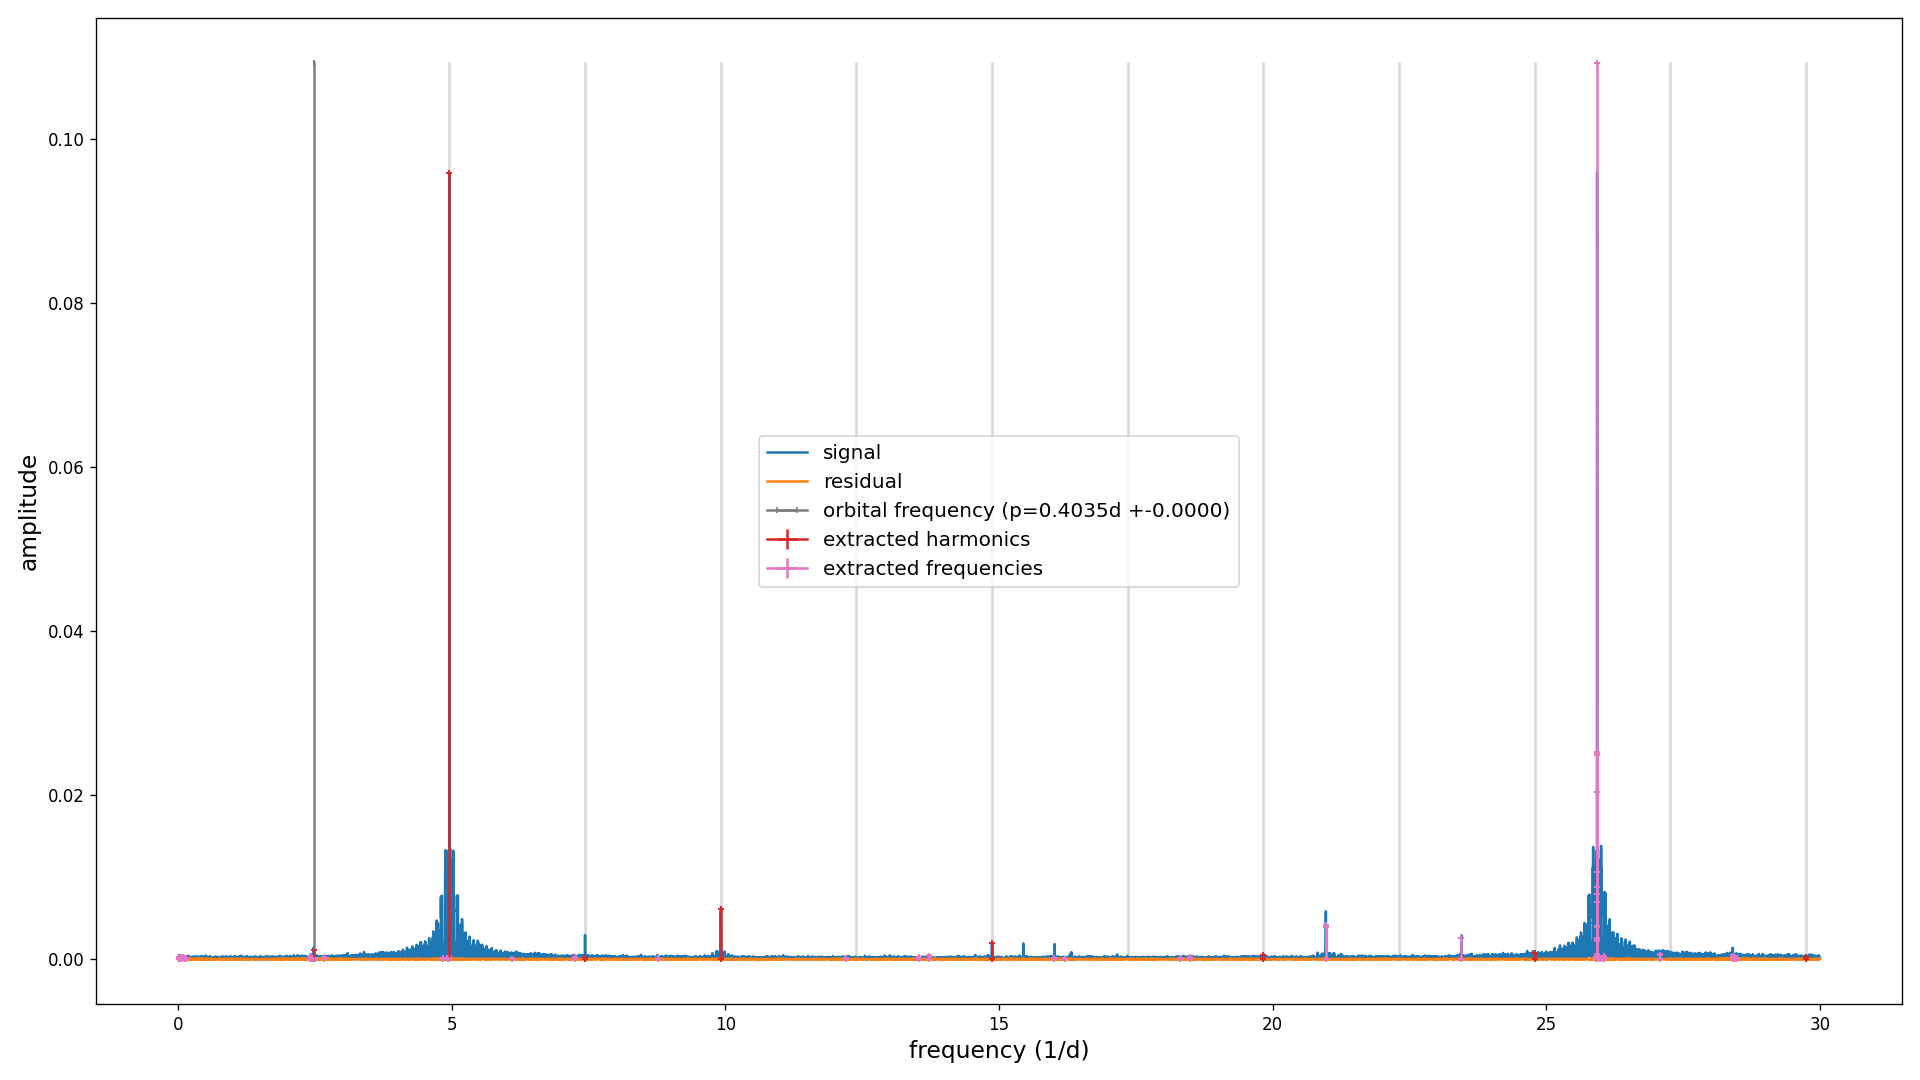 0.10
0.08
0.06
0.04
0.02
0.00
amplitude
signal
residual
orbital frequency (p=0.4035d +-0.0000)
extracted harmonics
extracted frequencies
0 5 10 15 20 25 30
frequency (1/d)